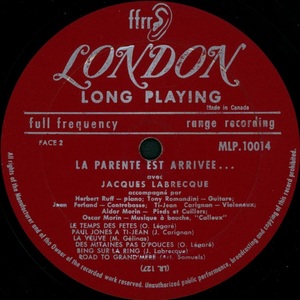 ffrr
LONDON
LONG PLAYING
Made in Canada
full frequency range recording
FACE 2
MLP.10014
LA PARENTE EST ARRIVEE...
avec
JACQUES LABRECQUE
accompagné par
Herbert Ruff — piano; Tony Romandini — Guitare;
Jean Ferland — Contrebasse; Ti-Jean Carignan — Violoneux;
Aldor Morin — Pieds et Cuillers;
Oscar Morin — Musique à bouche, "Calleux"
LE TEMPS DES FETES (O. Légaré)
PAUL JONES A TI-JEAN (J. Carignan)
LA VEUVE (M. Gélinas)
DES MITAINES PAS D'POUCES (O. Légaré)
BING SUR LA RING (J. Labrecque)
ROAD TO GRAND'MERE (Art. Samuels)
All rights of the Manufacturer and of the Owner of the recorded work reserved. Unauthorized public performance, broadcasting and copying of this record prohibited.